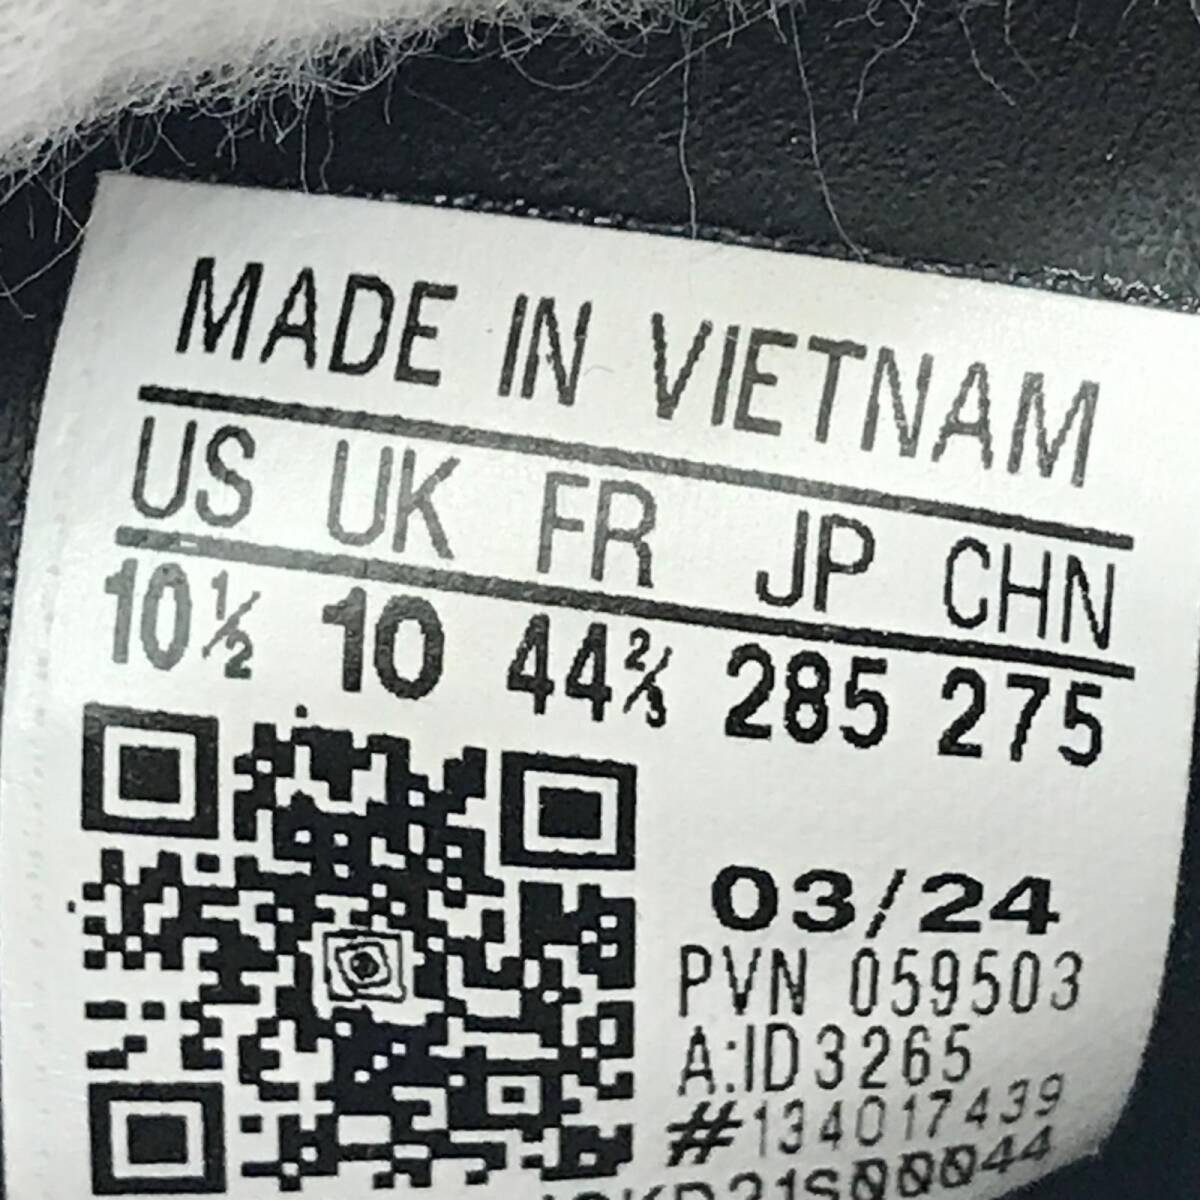 MADE IN VIETNAM
US UK FR JP CHN
10½ 10 44⅔ 285 275
03/24
PVN 059503
A:ID3265
#134017439